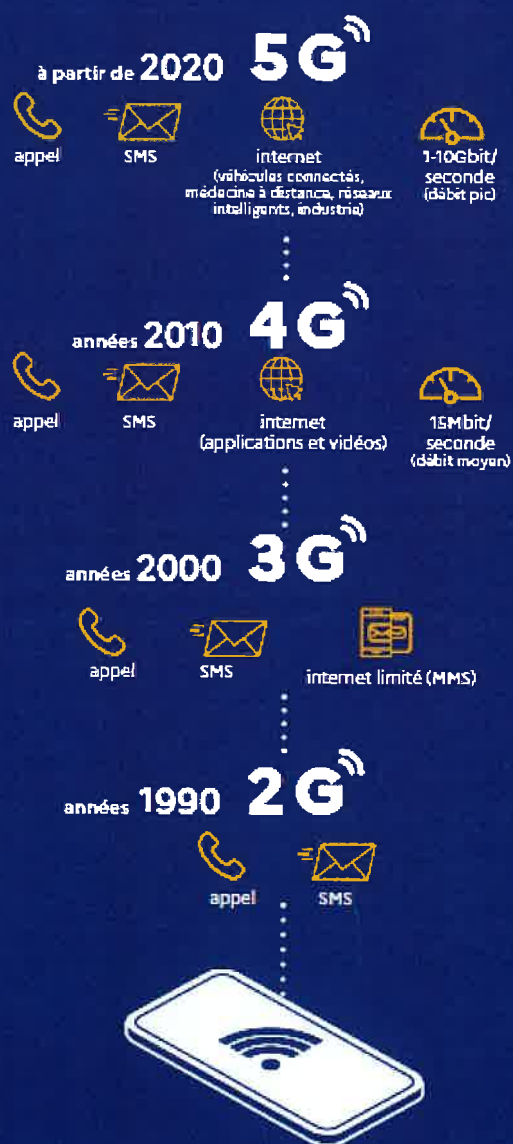 à partir de 2020 5G
appel
SMS
internet
(véhicules connectés,
médecine à distance, réseaux
intelligents, industrie)
1-10Gbit/
seconde
(débit pic)
années 2010 4G
appel
SMS
internet
(applications et vidéos)
15Mbit/
seconde
(débit moyen)
années 2000 3G
appel
SMS
internet limité (MMS)
années 1990 2G
appel
SMS